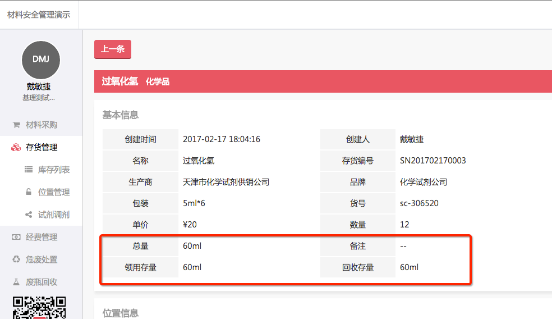 材料安全管理演示
上一条
DMJ
戴敏捷
基理测试...
过氧化氢 化学品
基本信息
材料采购
存货管理
库存列表
位置管理
试剂调剂
经费管理
危废处置
废瓶回收
创建时间 2017-02-17 18:04:16 创建人 戴敏捷
名称 过氧化氢 存货编号 SN201702170003
生产商 天津市化学试剂供销公司 品牌 化学试剂公司
包装 5ml*6 货号 sc-306520
单价 ¥20 数量 12
总量 60ml 备注 --
领用存量 60ml 回收存量 60ml
位置信息